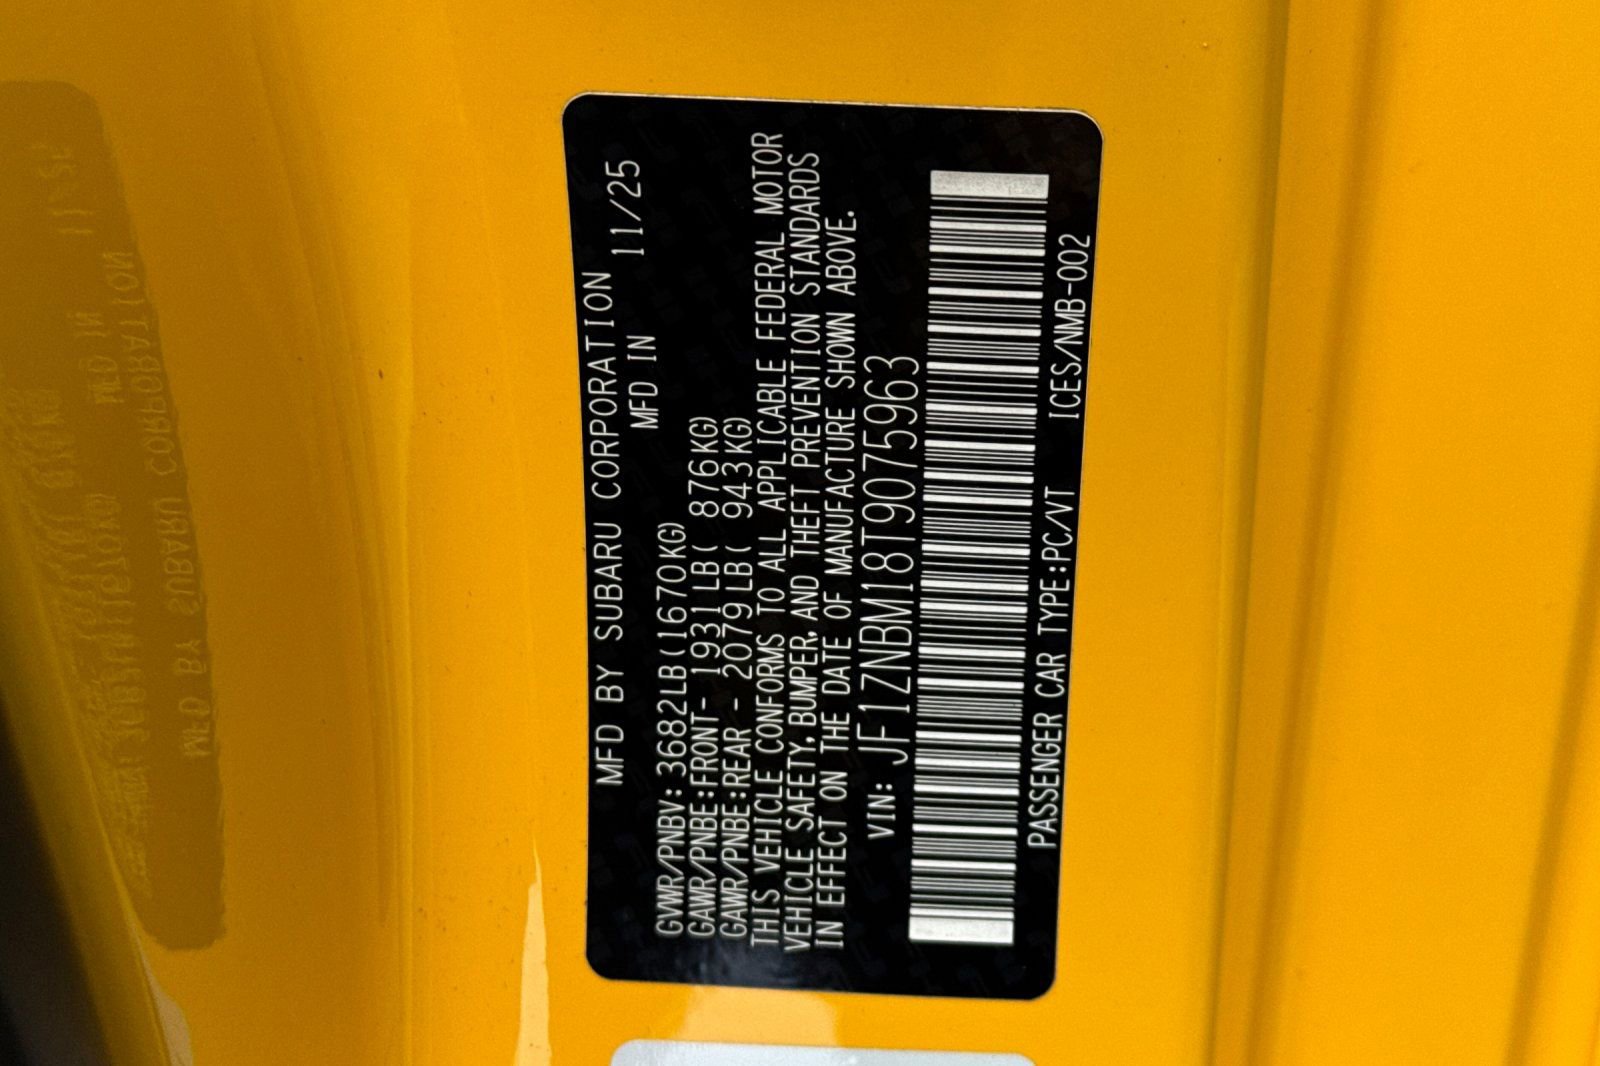 MFD BY SUBARU CORPORATION
MFD IN 11/25
GVWR/PNBV: 3682LB(1670KG)
GAWR/PNBE:FRONT- 1931LB( 876KG)
GAWR/PNBE:REAR - 2079LB( 943KG)
THIS VEHICLE CONFORMS TO ALL APPLICABLE FEDERAL MOTOR
VEHICLE SAFETY, BUMPER, AND THEFT PREVENTION STANDARDS
IN EFFECT ON THE DATE OF MANUFACTURE SHOWN ABOVE.
VIN: JF1ZNBM18T9075963
PASSENGER CAR TYPE:PC/VT ICES/NMB-002